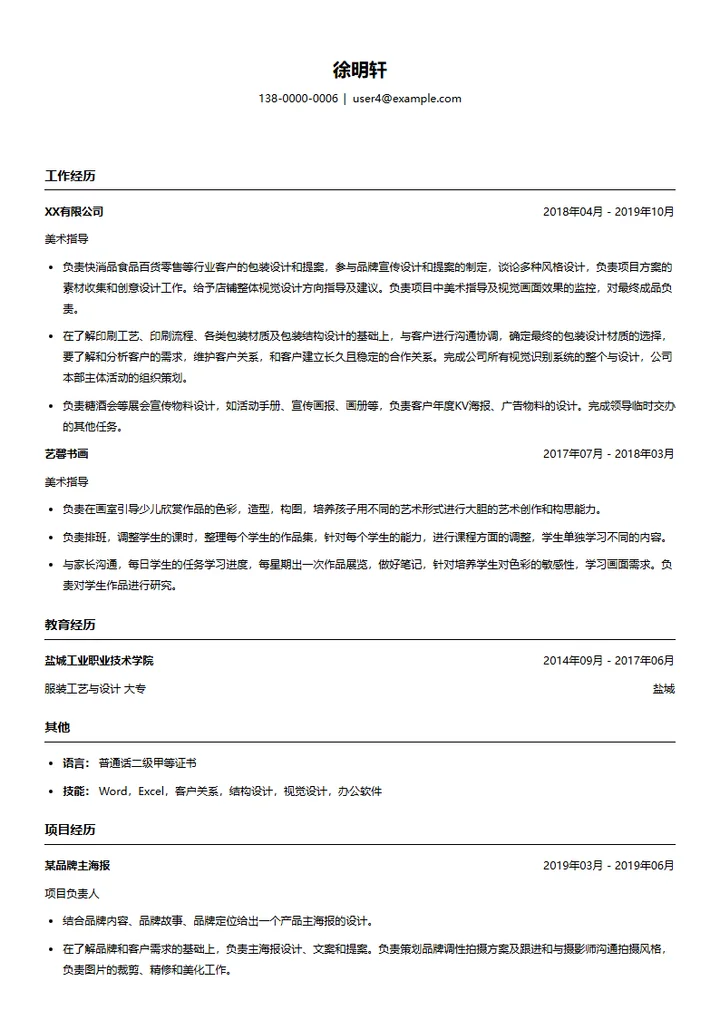 徐明轩
138-0000-0006 | user4@example.com
工作经历
XX有限公司 2018年04月 - 2019年10月
美术指导
• 负责快消品食品百货零售等行业客户的包装设计和提案，参与品牌宣传设计和提案的制定，谈论多种风格设计，负责项目方案的
素材收集和创意设计工作。给予店铺整体视觉设计方向指导及建议。负责项目中美术指导及视觉画面效果的监控，对最终成品负
责。
• 在了解印刷工艺、印刷流程、各类包装材质及包装结构设计的基础上，与客户进行沟通协调，确定最终的包装设计材质的选择，
要了解和分析客户的需求，维护客户关系，和客户建立长久且稳定的合作关系。完成公司所有视觉识别系统的整个与设计，公司
本部主体活动的组织策划。
• 负责糖酒会等展会宣传物料设计，如活动手册、宣传画报、画册等，负责客户年度KV海报、广告物料的设计。完成领导临时交办
的其他任务。
艺馨书画 2017年07月 - 2018年03月
美术指导
• 负责在画室引导少儿欣赏作品的色彩，造型，构图，培养孩子用不同的艺术形式进行大胆的艺术创作和构思能力。
• 负责排班，调整学生的课时，整理每个学生的作品集，针对每个学生的能力，进行课程方面的调整，学生单独学习不同的内容。
• 与家长沟通，每日学生的任务学习进度，每星期出一次作品展览，做好笔记，针对培养学生对色彩的敏感性，学习画面需求。负
责对学生作品进行研究。
教育经历
盐城工业职业技术学院 2014年09月 - 2017年06月
服装工艺与设计 大专 盐城
其他
• 语言： 普通话二级甲等证书
• 技能： Word，Excel，客户关系，结构设计，视觉设计，办公软件
项目经历
某品牌主海报 2019年03月 - 2019年06月
项目负责人
• 结合品牌内容、品牌故事、品牌定位给出一个产品主海报的设计。
• 在了解品牌和客户需求的基础上，负责主海报设计、文案和提案。负责策划品牌调性拍摄方案及跟进和与摄影师沟通拍摄风格，
负责图片的裁剪、精修和美化工作。